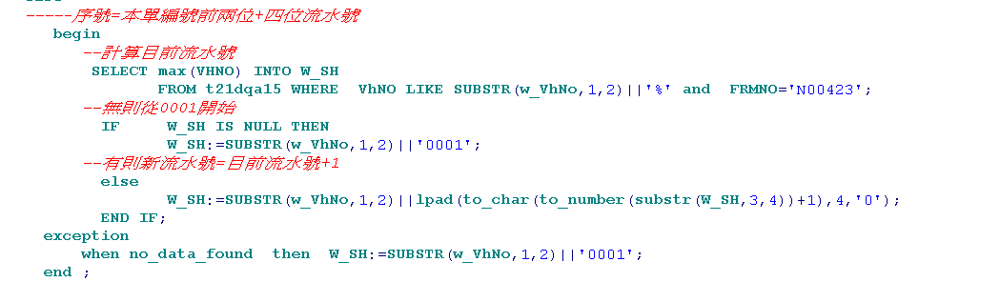 -----序號=本單編號前兩位+四位流水號
begin
--計算目前流水號
SELECT max(VHNO) INTO W_SH
FROM t21dqa15 WHERE VhNO LIKE SUBSTR(w_VhNo,1,2)||'%' and FRMNO='N00423';
--無則從0001開始
IF W_SH IS NULL THEN
W_SH:=SUBSTR(w_VhNo,1,2)||'0001';
--有則新流水號=目前流水號+1
else
W_SH:=SUBSTR(w_VhNo,1,2)||lpad(to_char(to_number(substr(W_SH,3,4))+1),4,'0');
END IF;
exception
when no_data_found then W_SH:=SUBSTR(w_VhNo,1,2)||'0001';
end ;